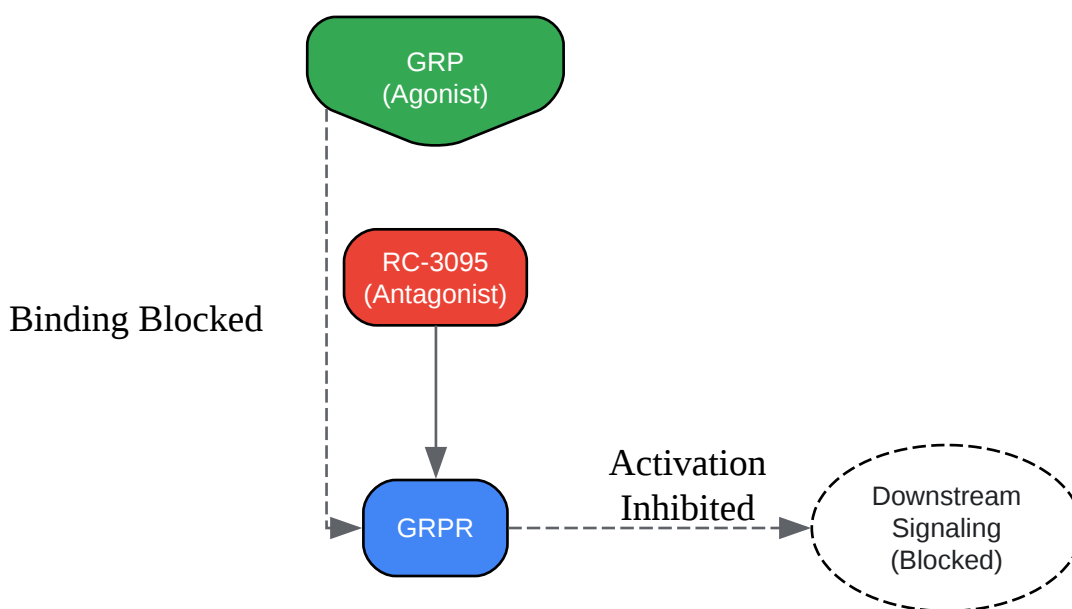 GRP
(Agonist)
RC-3095
(Antagonist)
Binding Blocked
Activation
Inhibited
GRPR
Downstream
Signaling
(Blocked)